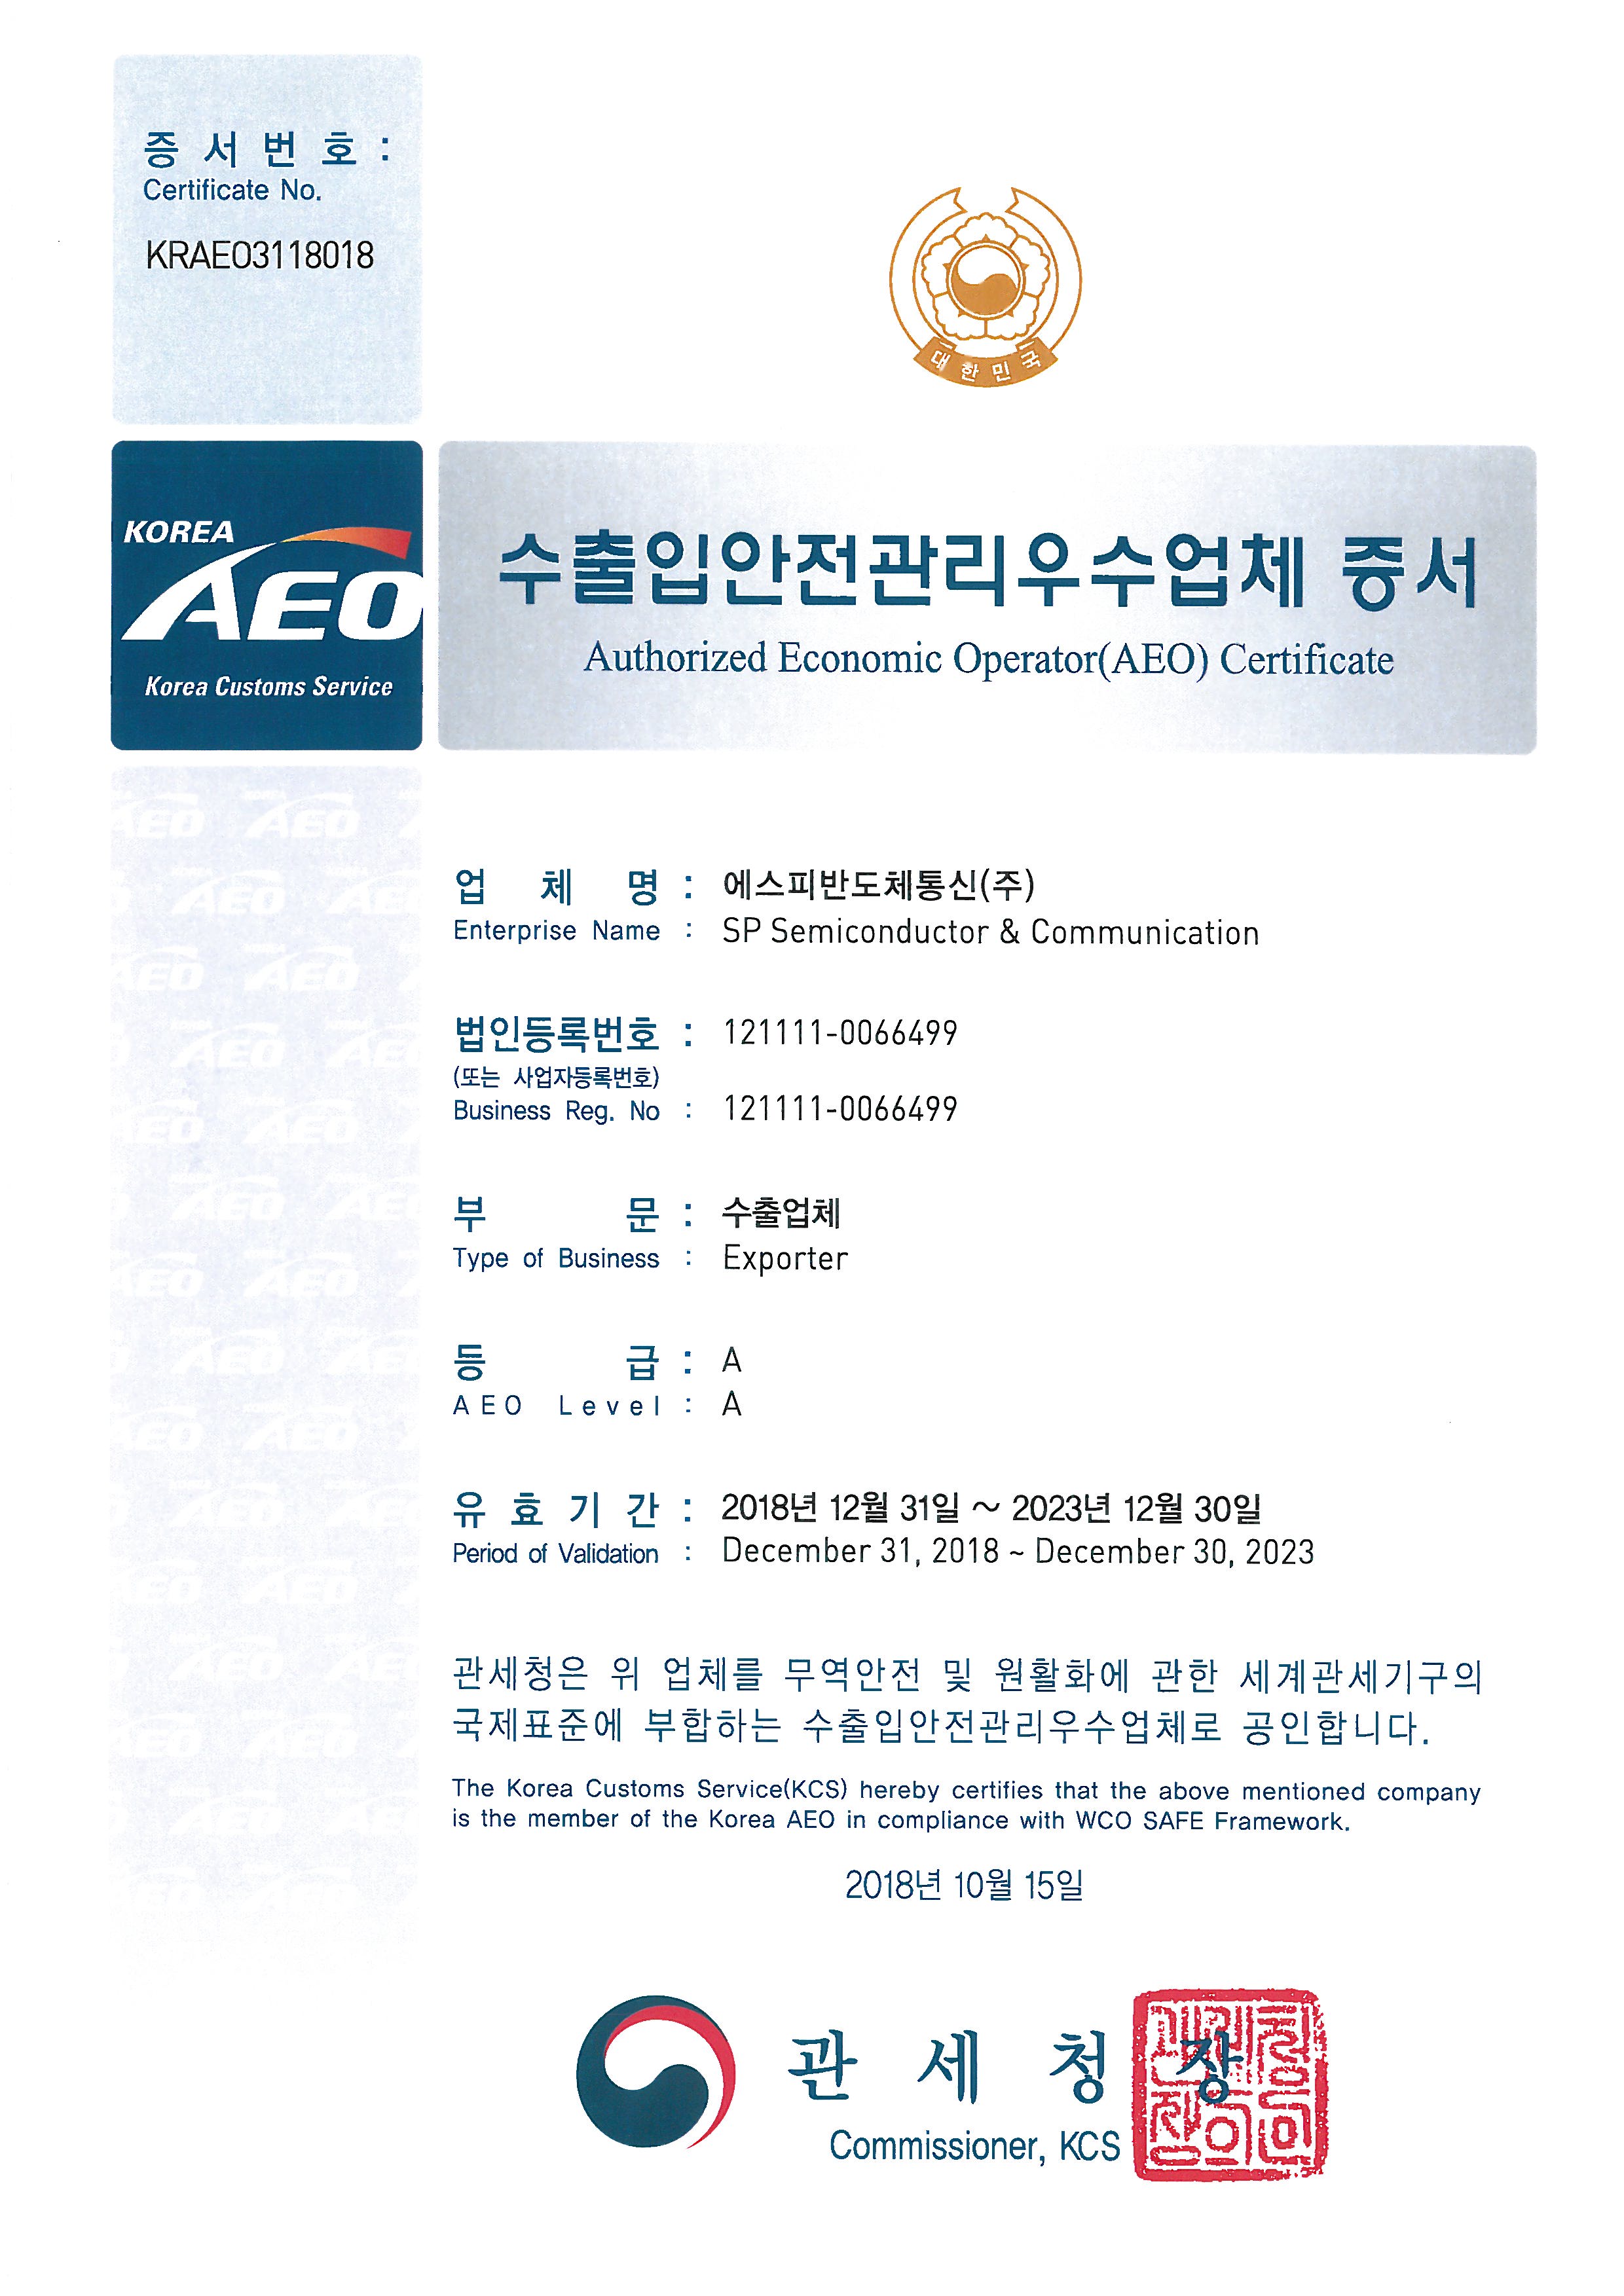 증 서 번 호 :
Certificate No.
KRAEO3118018
대한민국
KOREA
AEO
Korea Customs Service
수출입안전관리우수업체 증서
Authorized Economic Operator(AEO) Certificate
업 체 명 : 에스피반도체통신(주)
Enterprise Name : SP Semiconductor & Communication
법인등록번호 : 121111-0066499
(또는 사업자등록번호)
Business Reg. No : 121111-0066499
부 문 : 수출업체
Type of Business : Exporter
등 급 : A
AEO Level : A
유 효 기 간 : 2018년 12월 31일 ~ 2023년 12월 30일
Period of Validation : December 31, 2018 ~ December 30, 2023
관세청은 위 업체를 무역안전 및 원활화에 관한 세계관세기구의
국제표준에 부합하는 수출입안전관리우수업체로 공인합니다.
The Korea Customs Service(KCS) hereby certifies that the above mentioned company
is the member of the Korea AEO in compliance with WCO SAFE Framework.
2018년 10월 15일
관 세 청 장
Commissioner, KCS